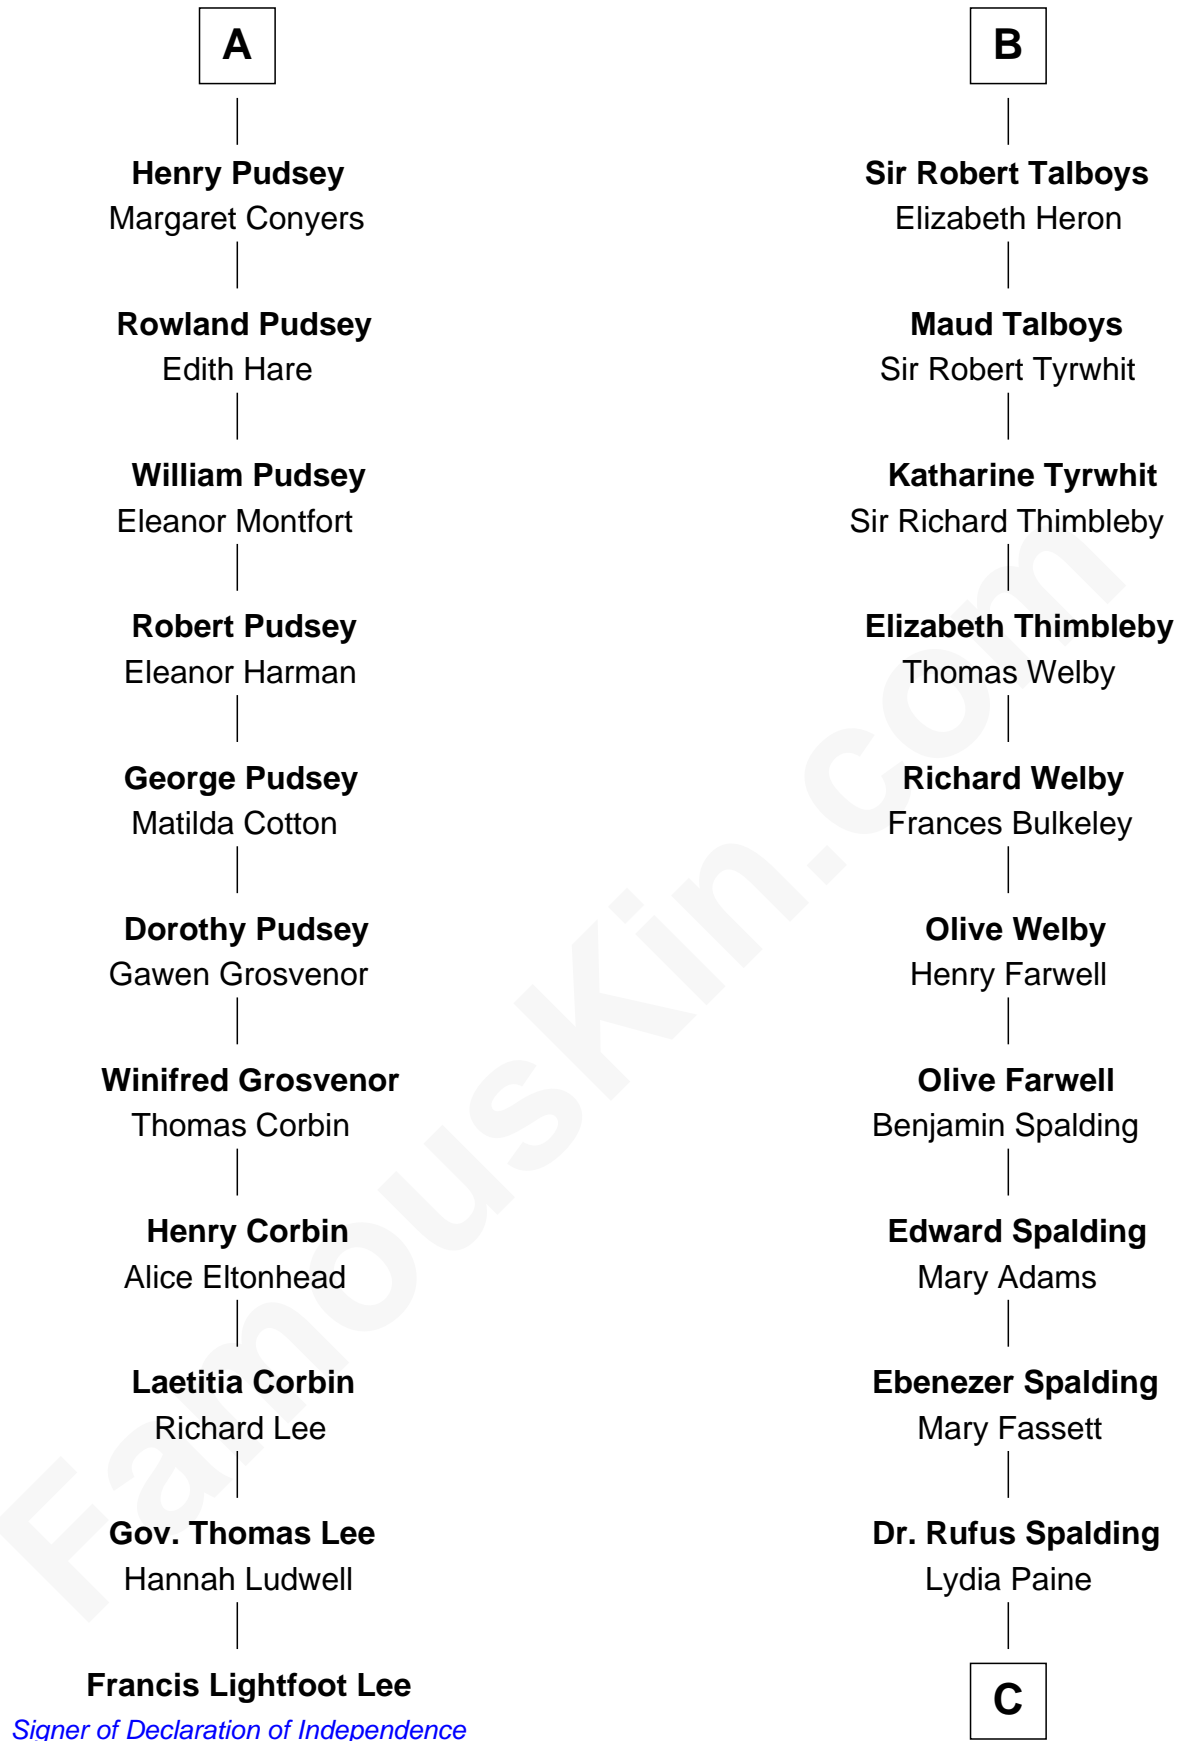 A
Henry Pudsey
Margaret Conyers
Rowland Pudsey
Edith Hare
William Pudsey
Eleanor Montfort
Robert Pudsey
Eleanor Harman
George Pudsey
Matilda Cotton
Dorothy Pudsey
Gawen Grosvenor
Winifred Grosvenor
Thomas Corbin
Henry Corbin
Alice Eltonhead
Laetitia Corbin
Richard Lee
Gov. Thomas Lee
Hannah Ludwell
Francis Lightfoot Lee
Signer of Declaration of Independence
B
Sir Robert Talboys
Elizabeth Heron
Maud Talboys
Sir Robert Tyrwhit
Katharine Tyrwhit
Sir Richard Thimbleby
Elizabeth Thimbleby
Thomas Welby
Richard Welby
Frances Bulkeley
Olive Welby
Henry Farwell
Olive Farwell
Benjamin Spalding
Edward Spalding
Mary Adams
Ebenezer Spalding
Mary Fassett
Dr. Rufus Spalding
Lydia Paine
C
FamousKin.com